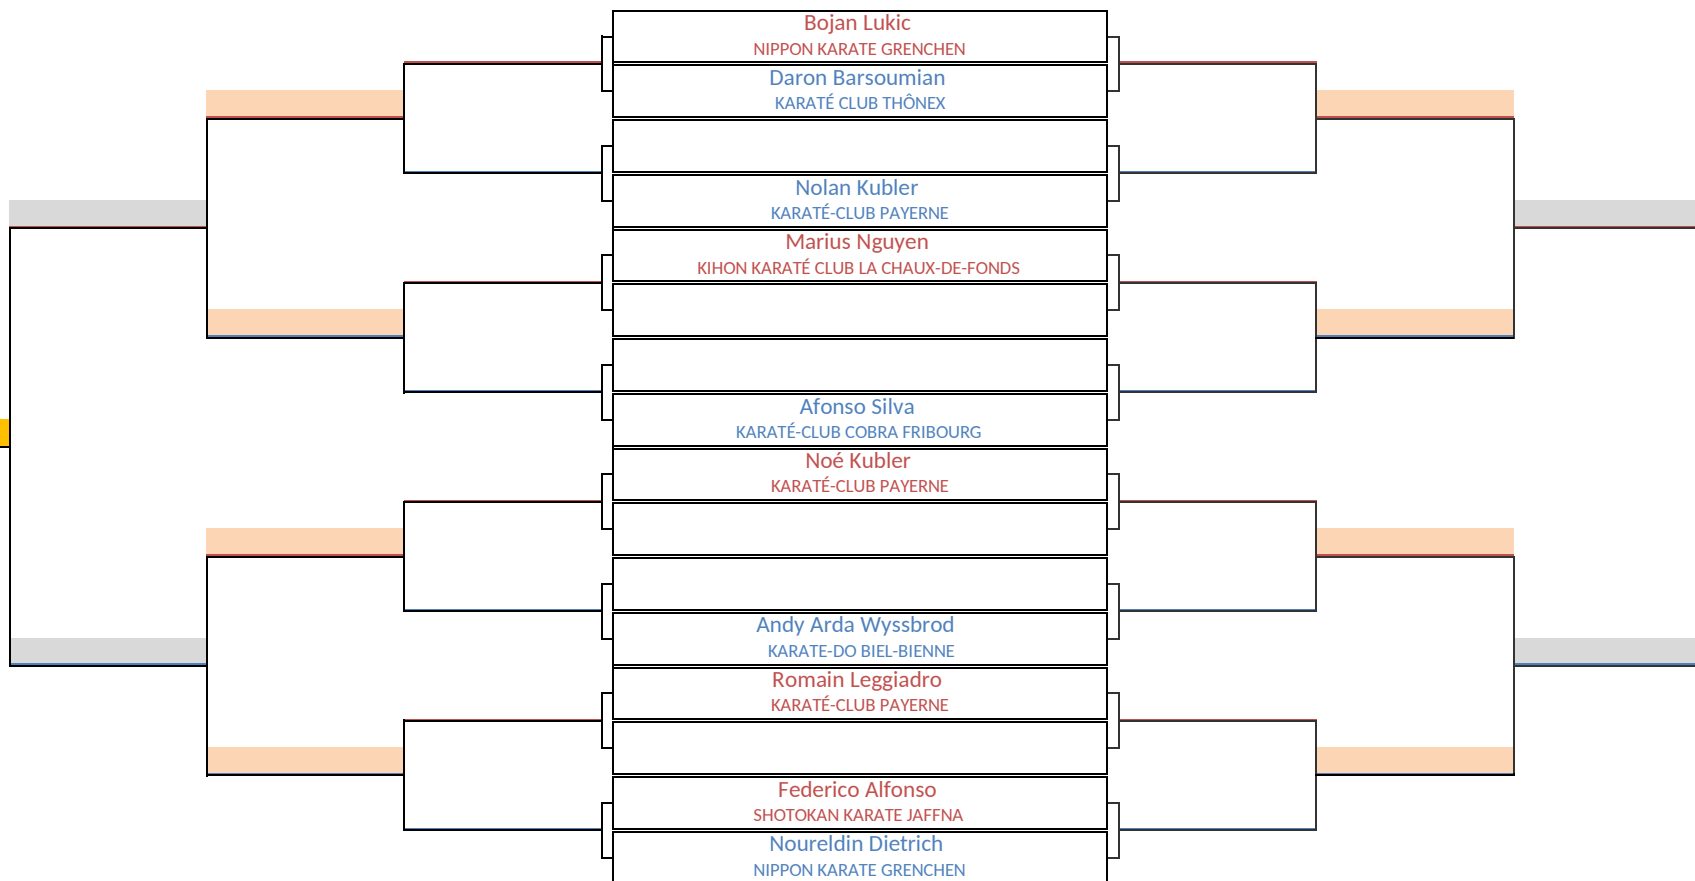 Bojan Lukic
NIPPON KARATE GRENCHEN
Daron Barsoumian
KARATÉ CLUB THÔNEX
Nolan Kubler
KARATÉ-CLUB PAYERNE
Marius Nguyen
KIHON KARATÉ CLUB LA CHAUX-DE-FONDS
Afonso Silva
KARATÉ-CLUB COBRA FRIBOURG
Noé Kubler
KARATÉ-CLUB PAYERNE
Andy Arda Wyssbrod
KARATE-DO BIEL-BIENNE
Romain Leggiadro
KARATÉ-CLUB PAYERNE
Federico Alfonso
SHOTOKAN KARATE JAFFNA
Noureldin Dietrich
NIPPON KARATE GRENCHEN